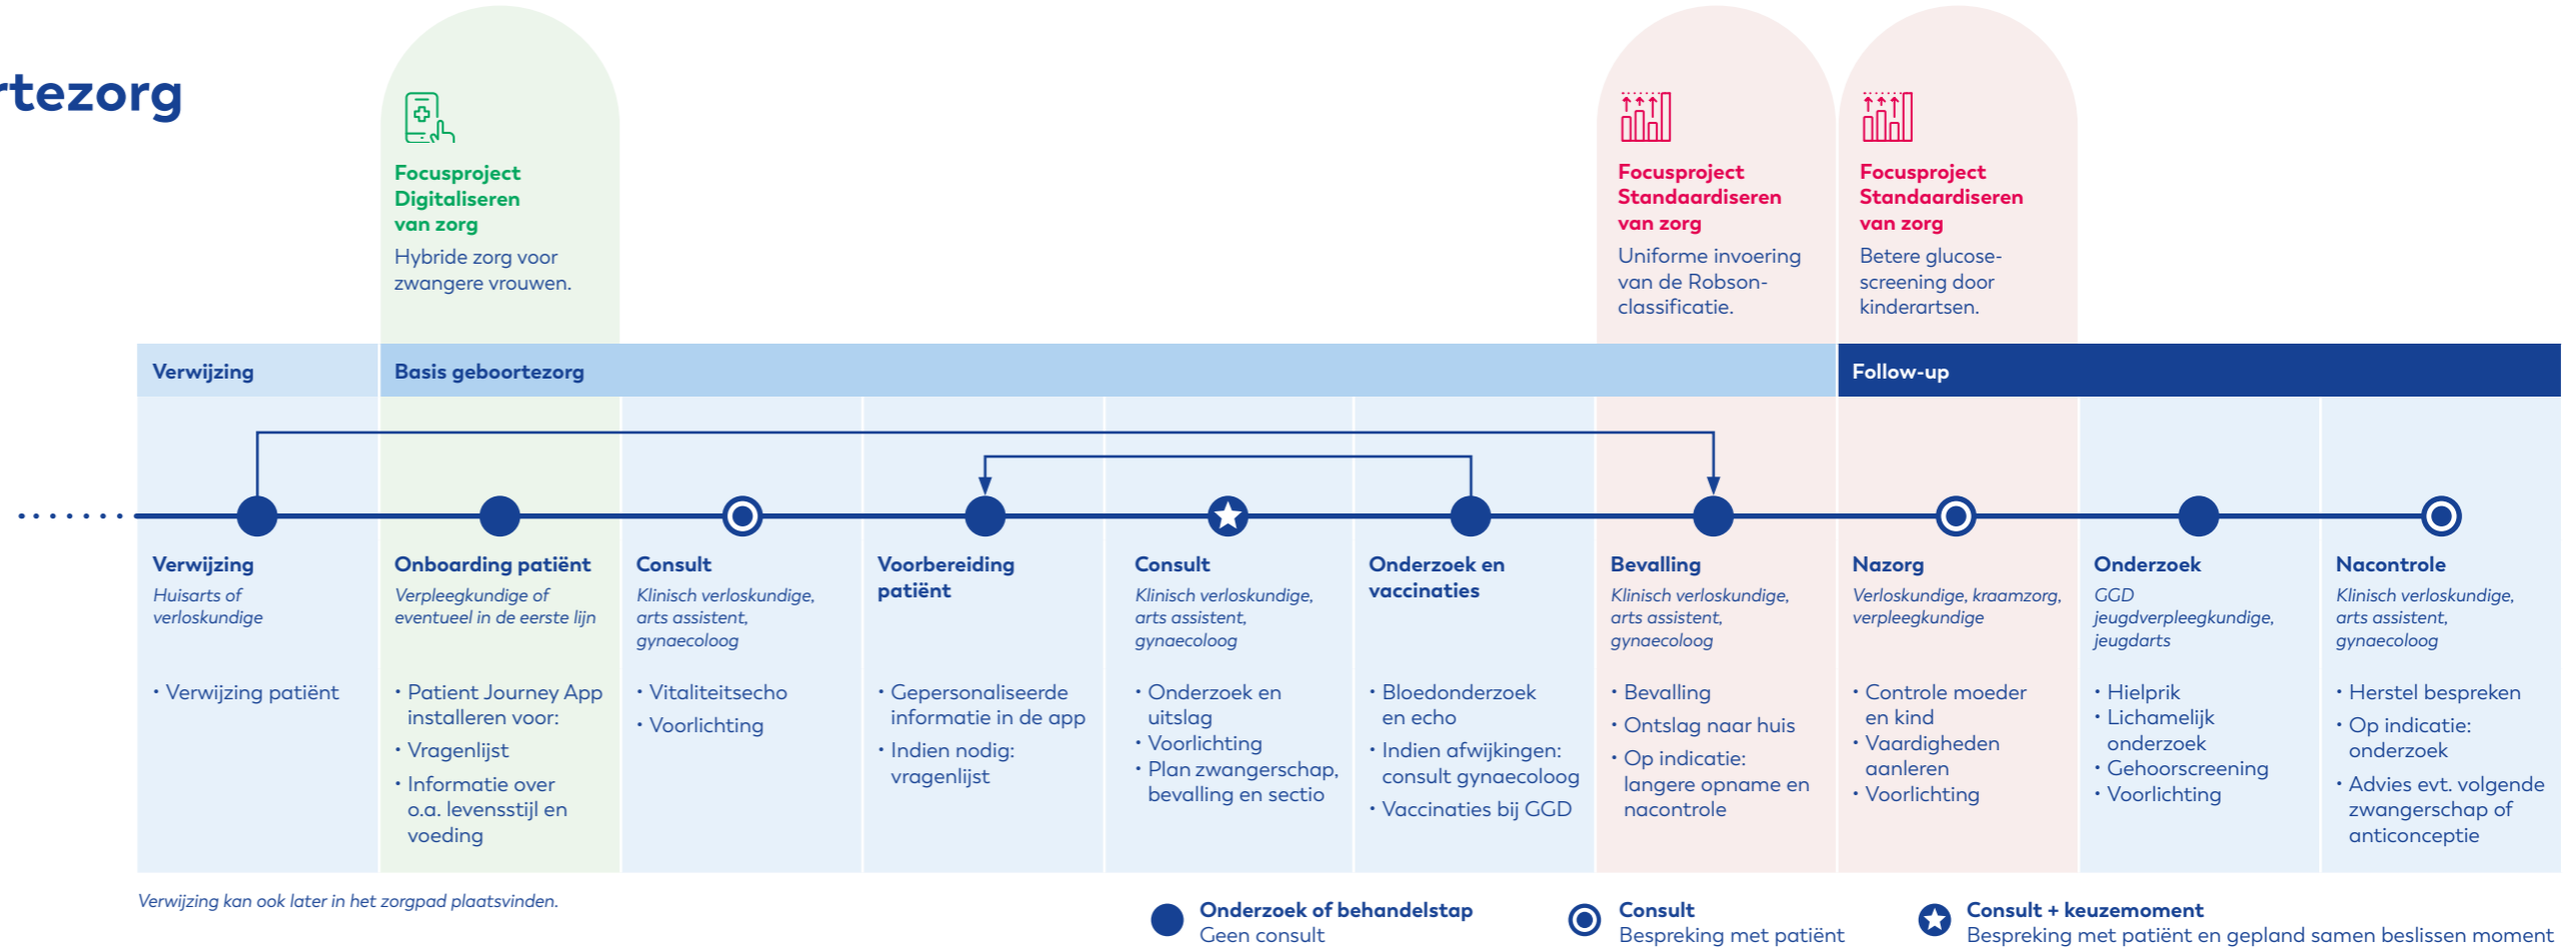 rtezorg
Focusproject
Digitaliseren
van zorg
Hybride zorg voor
zwangere vrouwen.
Focusproject
Standaardiseren
van zorg
Uniforme invoering
van de Robson-
classificatie.
Focusproject
Standaardiseren
van zorg
Betere glucose-
screening door
kinderartsen.
Verwijzing
Basis geboortezorg
Follow-up
Verwijzing
Huisarts of
verloskundige
• Verwijzing patiënt
Onboarding patiënt
Verpleegkundige of
eventueel in de eerste lijn
• Patient Journey App
installeren voor:
• Vragenlijst
• Informatie over
o.a. levensstijl en
voeding
Consult
Klinisch verloskundige,
arts assistent,
gynaecoloog
• Vitaliteitsecho
• Voorlichting
Voorbereiding
patiënt
• Gepersonaliseerde
informatie in de app
• Indien nodig:
vragenlijst
Consult
Klinisch verloskundige,
arts assistent,
gynaecoloog
• Onderzoek en
uitslag
• Voorlichting
• Plan zwangerschap,
bevalling en sectio
Onderzoek en
vaccinaties
• Bloedonderzoek
en echo
• Indien afwijkingen:
consult gynaecoloog
• Vaccinaties bij GGD
Bevalling
Klinisch verloskundige,
arts assistent,
gynaecoloog
• Bevalling
• Ontslag naar huis
• Op indicatie:
langere opname en
nacontrole
Nazorg
Verloskundige, kraamzorg,
verpleegkundige
• Controle moeder
en kind
• Vaardigheden
aanleren
• Voorlichting
Onderzoek
GGD
jeugdverpleegkundige,
jeugdarts
• Hielprik
• Lichamelijk
onderzoek
• Gehoorscreening
• Voorlichting
Nacontrole
Klinisch verloskundige,
arts assistent,
gynaecoloog
• Herstel bespreken
• Op indicatie:
onderzoek
• Advies evt. volgende
zwangerschap of
anticonceptie
Verwijzing kan ook later in het zorgpad plaatsvinden.
Onderzoek of behandelstap
Geen consult
Consult
Bespreking met patiënt
Consult + keuzemoment
Bespreking met patiënt en gepland samen beslissen moment